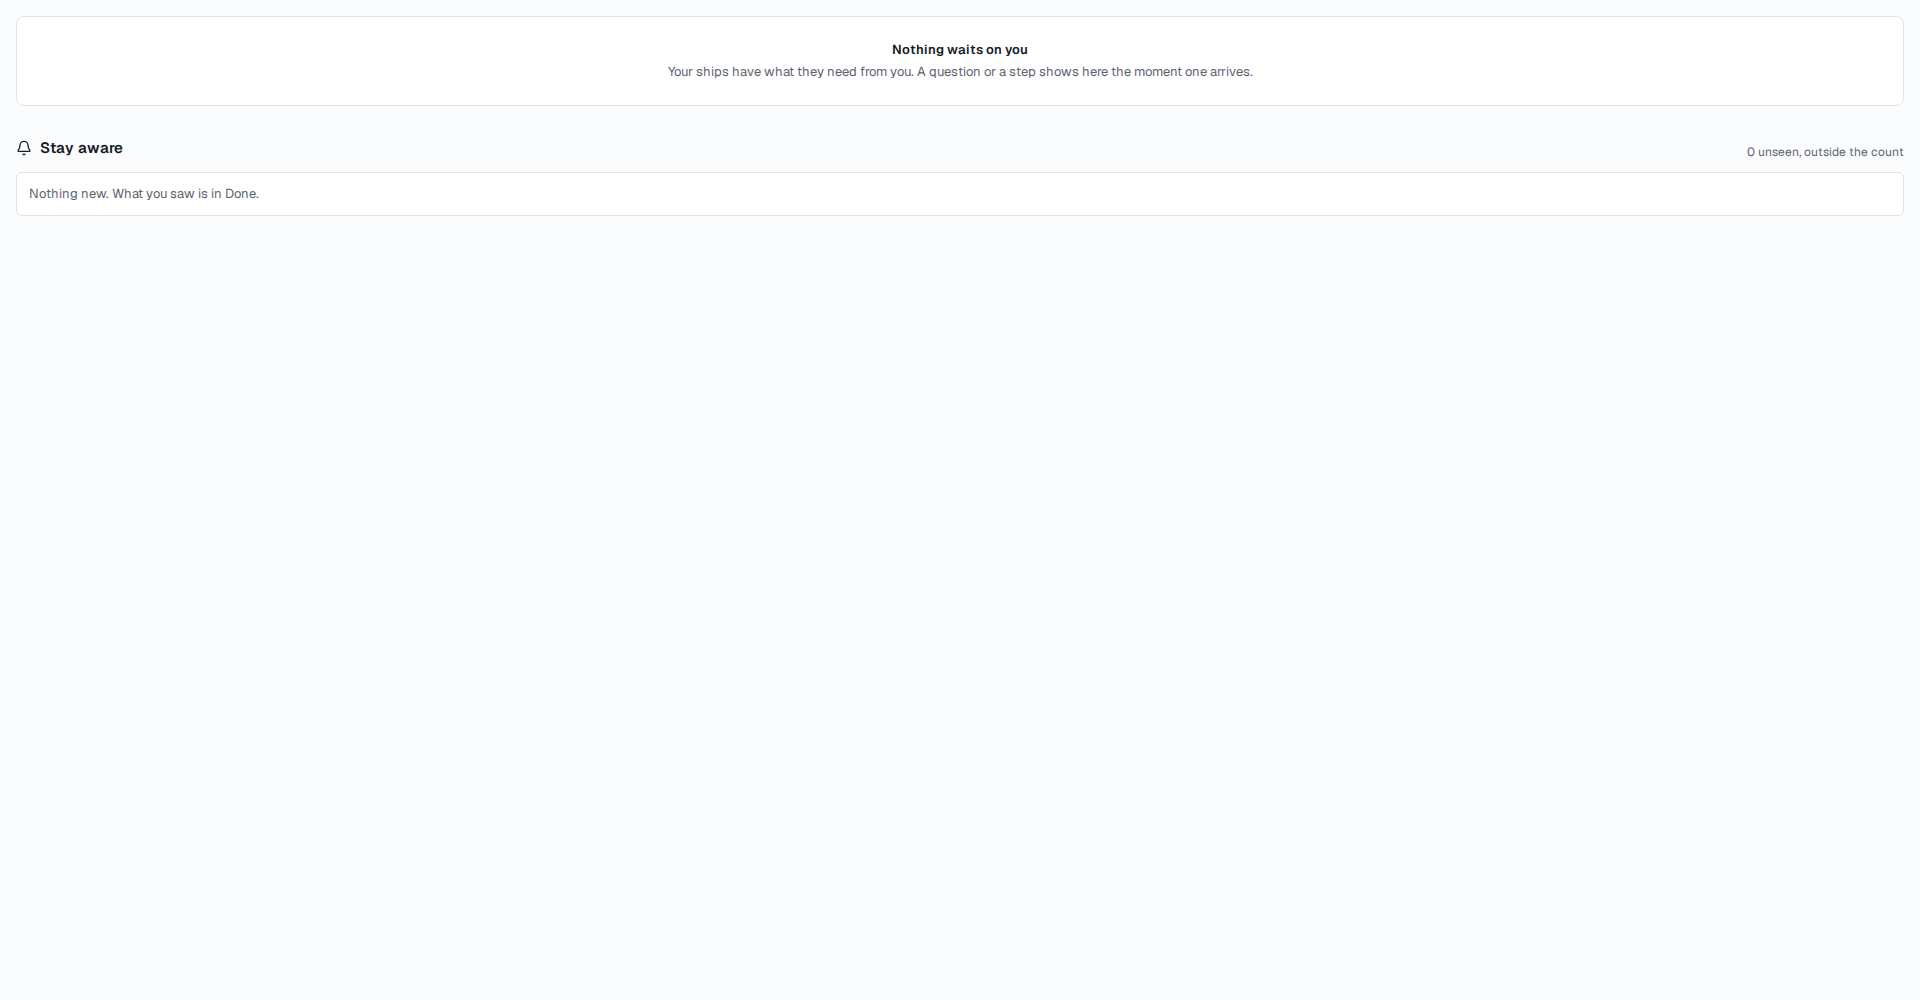 Nothing waits on you
Your ships have what they need from you. A question or a step shows here the moment one arrives.
Stay aware
0 unseen, outside the count
Nothing new. What you saw is in Done.